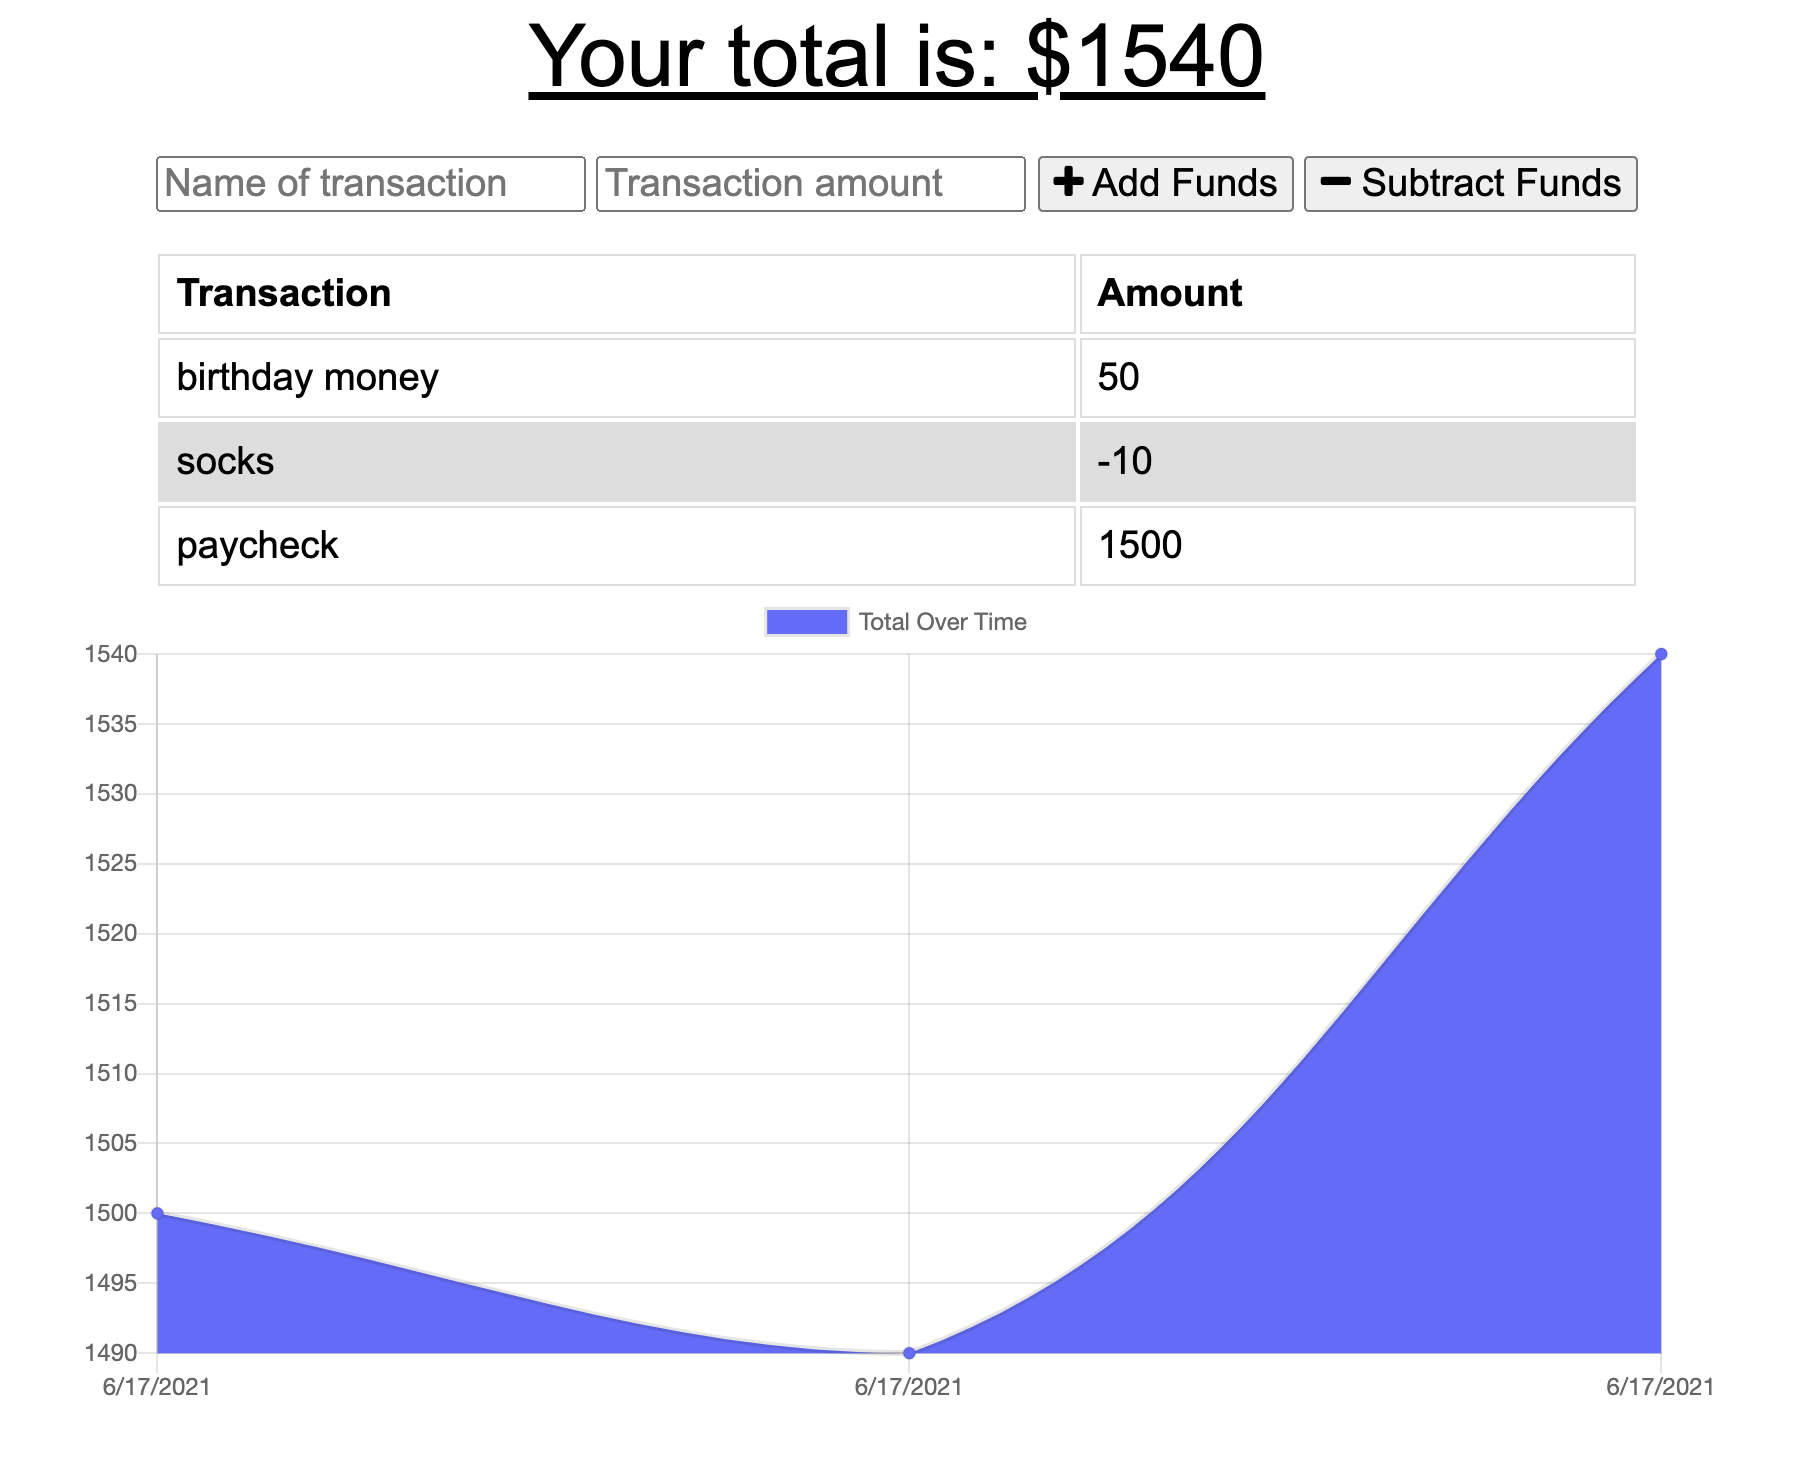 Your total is: $1540
Name of transaction Transaction amount Add Funds Subtract Funds
Transaction Amount
birthday money 50
socks -10
paycheck 1500
Total Over Time
1540
1535
1530
1525
1520
1515
1510
1505
1500
1495
1490
6/17/2021 6/17/2021 6/17/2021